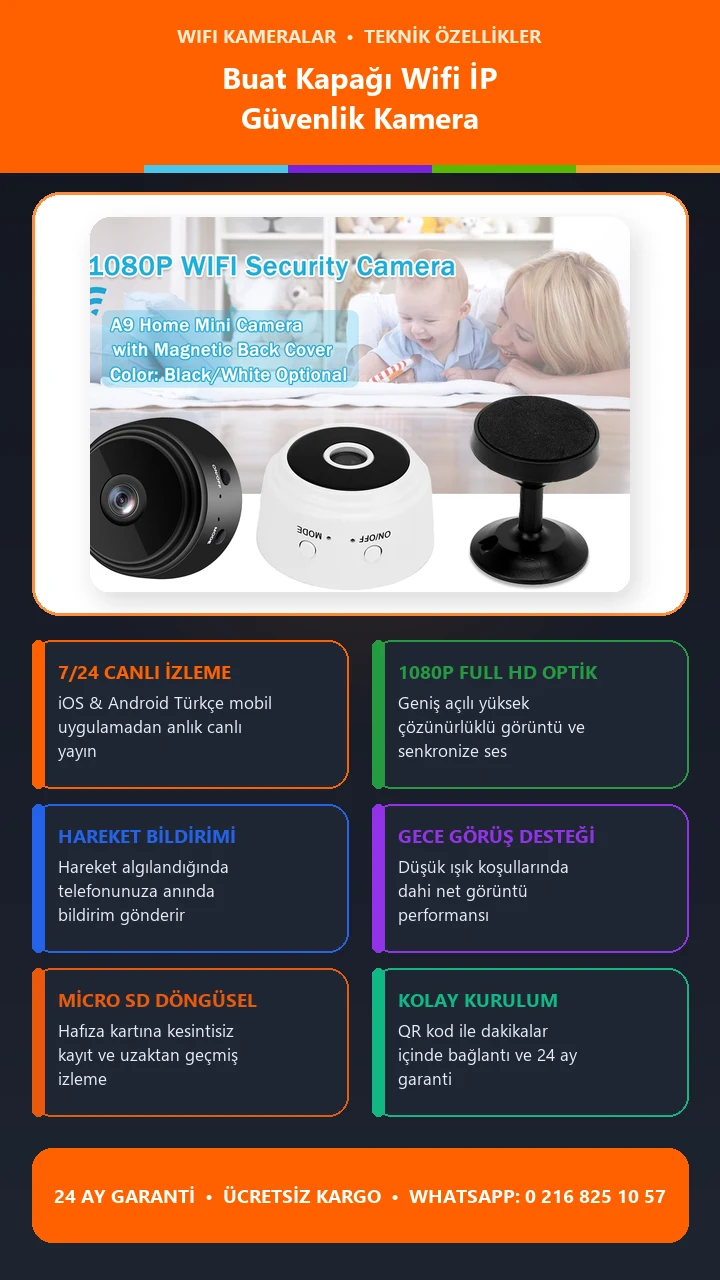 WIFI KAMERALAR • TEKNİK ÖZELLİKLER
Buat Kapağı Wifi İP
Güvenlik Kamera
1080P WIFI Security Camera
A9 Home Mini Camera
with Magnetic Back Cover
Color: Black/White Optional
ON/OFF
MODE
MODE
ON/OFF
7/24 CANLI İZLEME
iOS & Android Türkçe mobil
uygulamadan anlık canlı
yayın
1080P FULL HD OPTİK
Geniş açılı yüksek
çözünürlüklü görüntü ve
senkronize ses
HAREKET BİLDİRİMİ
Hareket algılandığında
telefonunuza anında
bildirim gönderir
GECE GÖRÜŞ DESTEĞİ
Düşük ışık koşullarında
dahi net görüntü
performansı
MİCRO SD DÖNGÜSEL
Hafıza kartına kesintisiz
kayıt ve uzaktan geçmiş
izleme
KOLAY KURULUM
QR kod ile dakikalar
içinde bağlantı ve 24 ay
garanti
24 AY GARANTİ • ÜCRETSİZ KARGO • WHATSAPP: 0 216 825 10 57